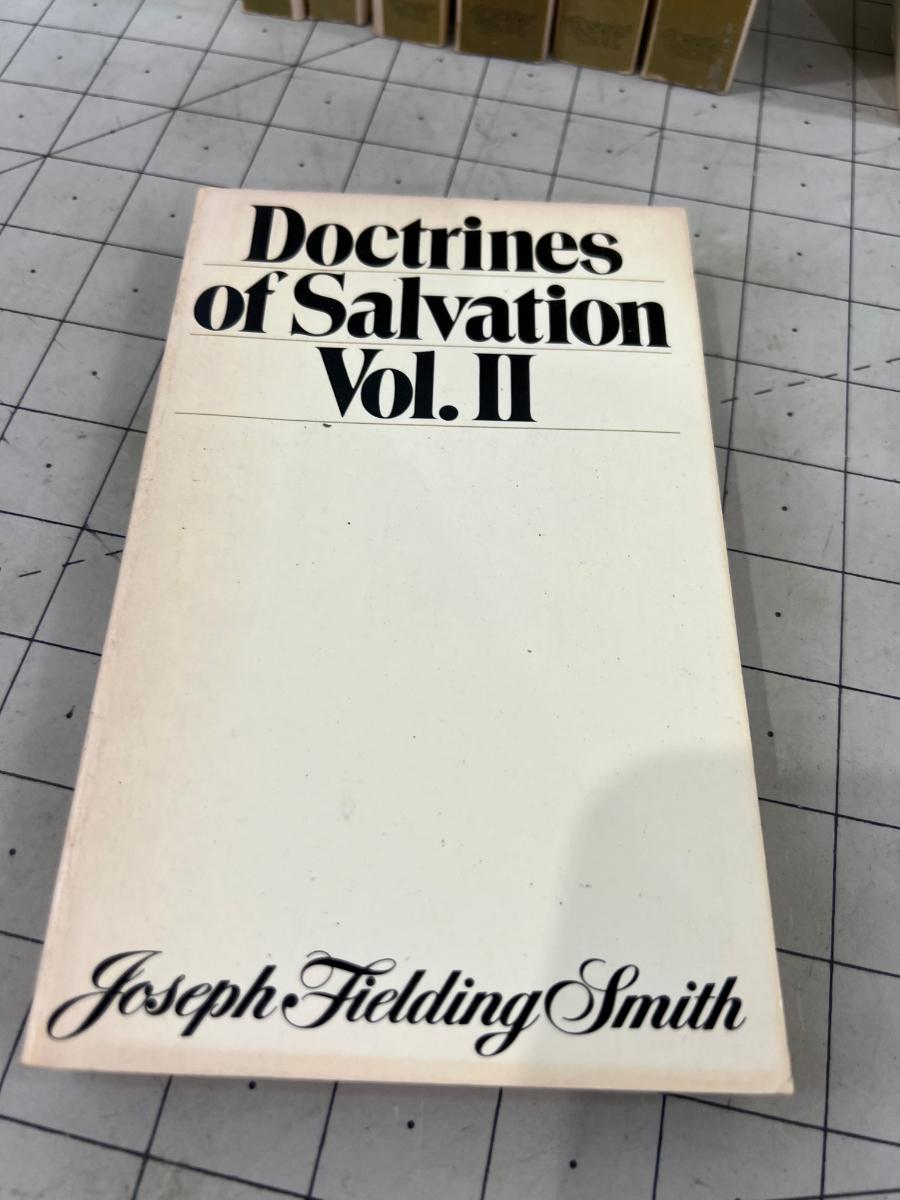 Doctrines
of Salvation
Vol. II
Joseph Fielding Smith